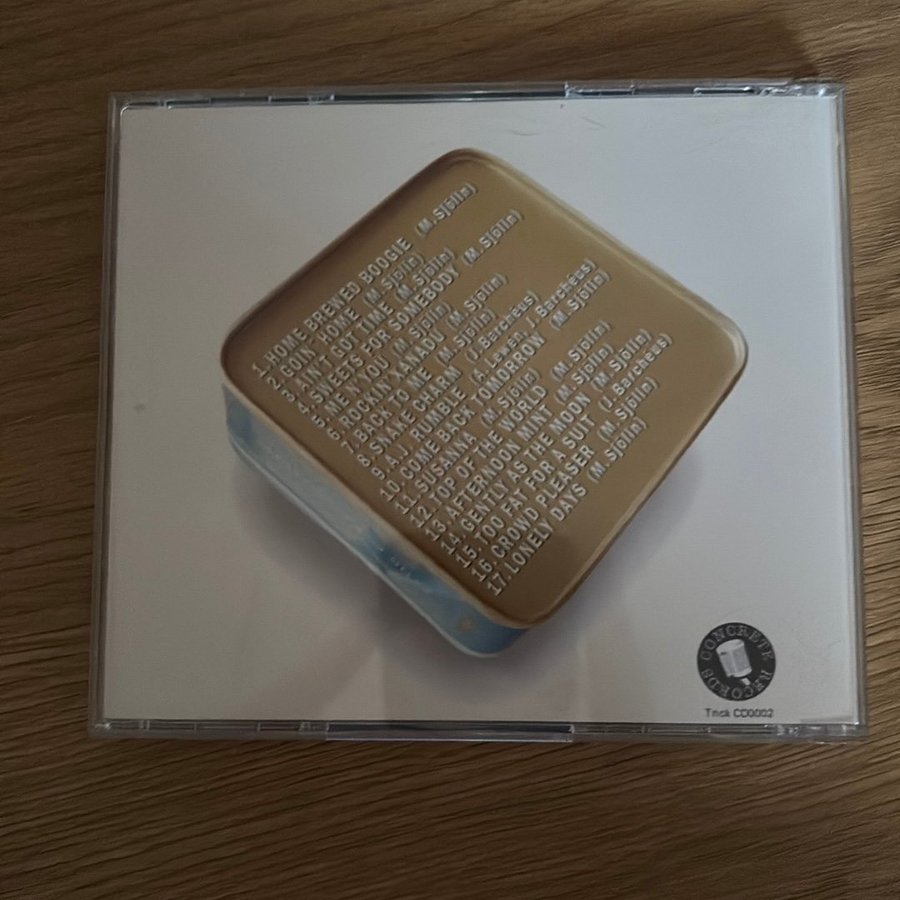 1. HOME BREWED BOOGIE (M.Sjölin)
2. GOIN' HOME (M.Sjölin)
3. AIN'T GOT TIME (M.Sjölin)
4. SWEETS FOR SOMEBODY (M.Sjölin)
5. MEN YOU (M.Sjölin)
6. ROCKIN' XANADU (M.Sjölin)
7. BACK TO ME (M.Sjölin)
8. SNAKE CHARM (J.Barchéus)
9. A.J.'S RUMBLE (A.Levén, J.Barchéus)
10. COME BACK TOMORROW (M.Sjölin)
11. SUSANNA (M.Sjölin)
12. TOP OF THE WORLD (M.Sjölin)
13. AFTERNOON MINT (M.Sjölin)
14. GENTLY AS THE MOON (M.Sjölin)
15. TOO FAT FOR A SUIT (J.Barchéus)
16. CROWD PLEASER (M.Sjölin)
17. LONELY DAYS (M.Sjölin)
CONCRETE RECORDS
Trick CD0002